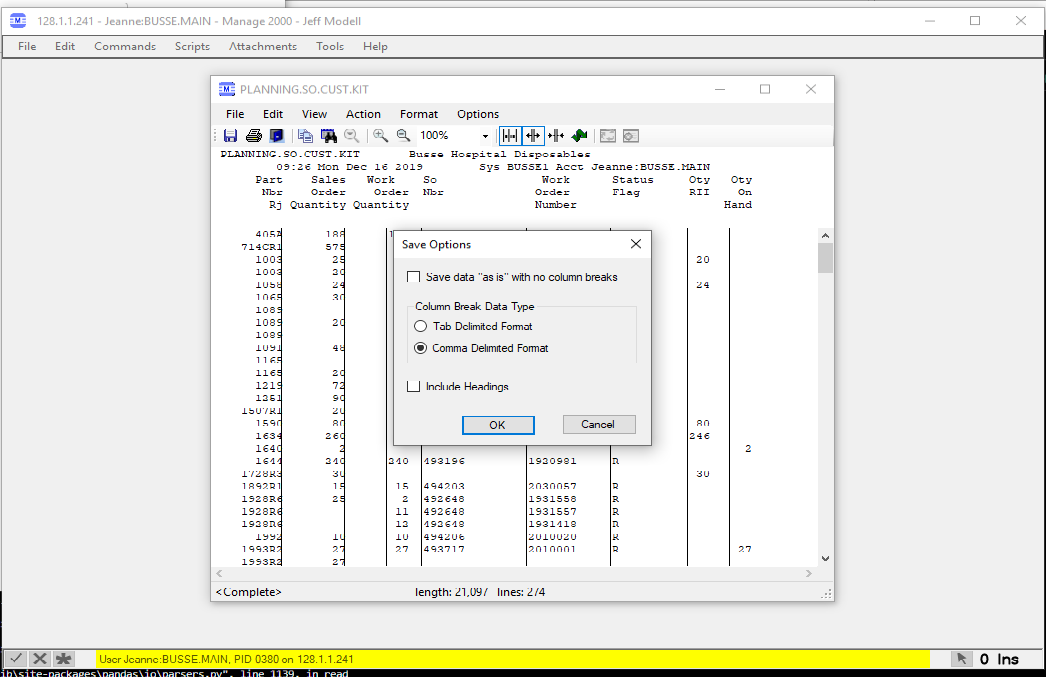 128.1.1.241 - Jeanne:BUSSE.MAIN - Manage 2000 - Jeff Modell
File Edit Commands Scripts Attachments Tools Help
PLANNING.SO.CUST.KIT
File Edit View Action Format Options
100%
PLANNING.SO.CUST.KIT Busse Hospital Disposables
09:26 Mon Dec 16 2019 Sys BUSSE1 Acct Jeanne:BUSSE.MAIN
Part Sales Work So Work Status Qty Qty
Nbr Order Order Nbr Order Flag RII On
Rj Quantity Quantity Number Hand
405A 188
714CR1 575
1003 25 20
1003 20
1058 24 24
1065 30
1089
1089 20
1089
1091 48
1165
1165 20
1219 72
1251 90
1507R1 20
1590 80 80
1634 260 246
1640 2 2
1644 240 240 493196 1920981 R
1728R3 30 30
1892R1 15 15 494203 2030057 R
1928R6 25 2 492648 1931558 R
1928R6 11 492648 1931557 R
1928R6 12 492648 1931418 R
1992 10 10 494206 2010020 R
1993R2 27 27 493717 2010001 R 27
1993R2 27
Save Options
Save data "as is" with no column breaks
Column Break Data Type
Tab Delimited Format
Comma Delimited Format
Include Headings
OK Cancel
<Complete> length: 21,097 lines: 274
User Jeanne:BUSSE.MAIN, PID 0380 on 128.1.1.241
0 Ins
ib\site-packages\pandas\io\parsers.py", line 1139, in read